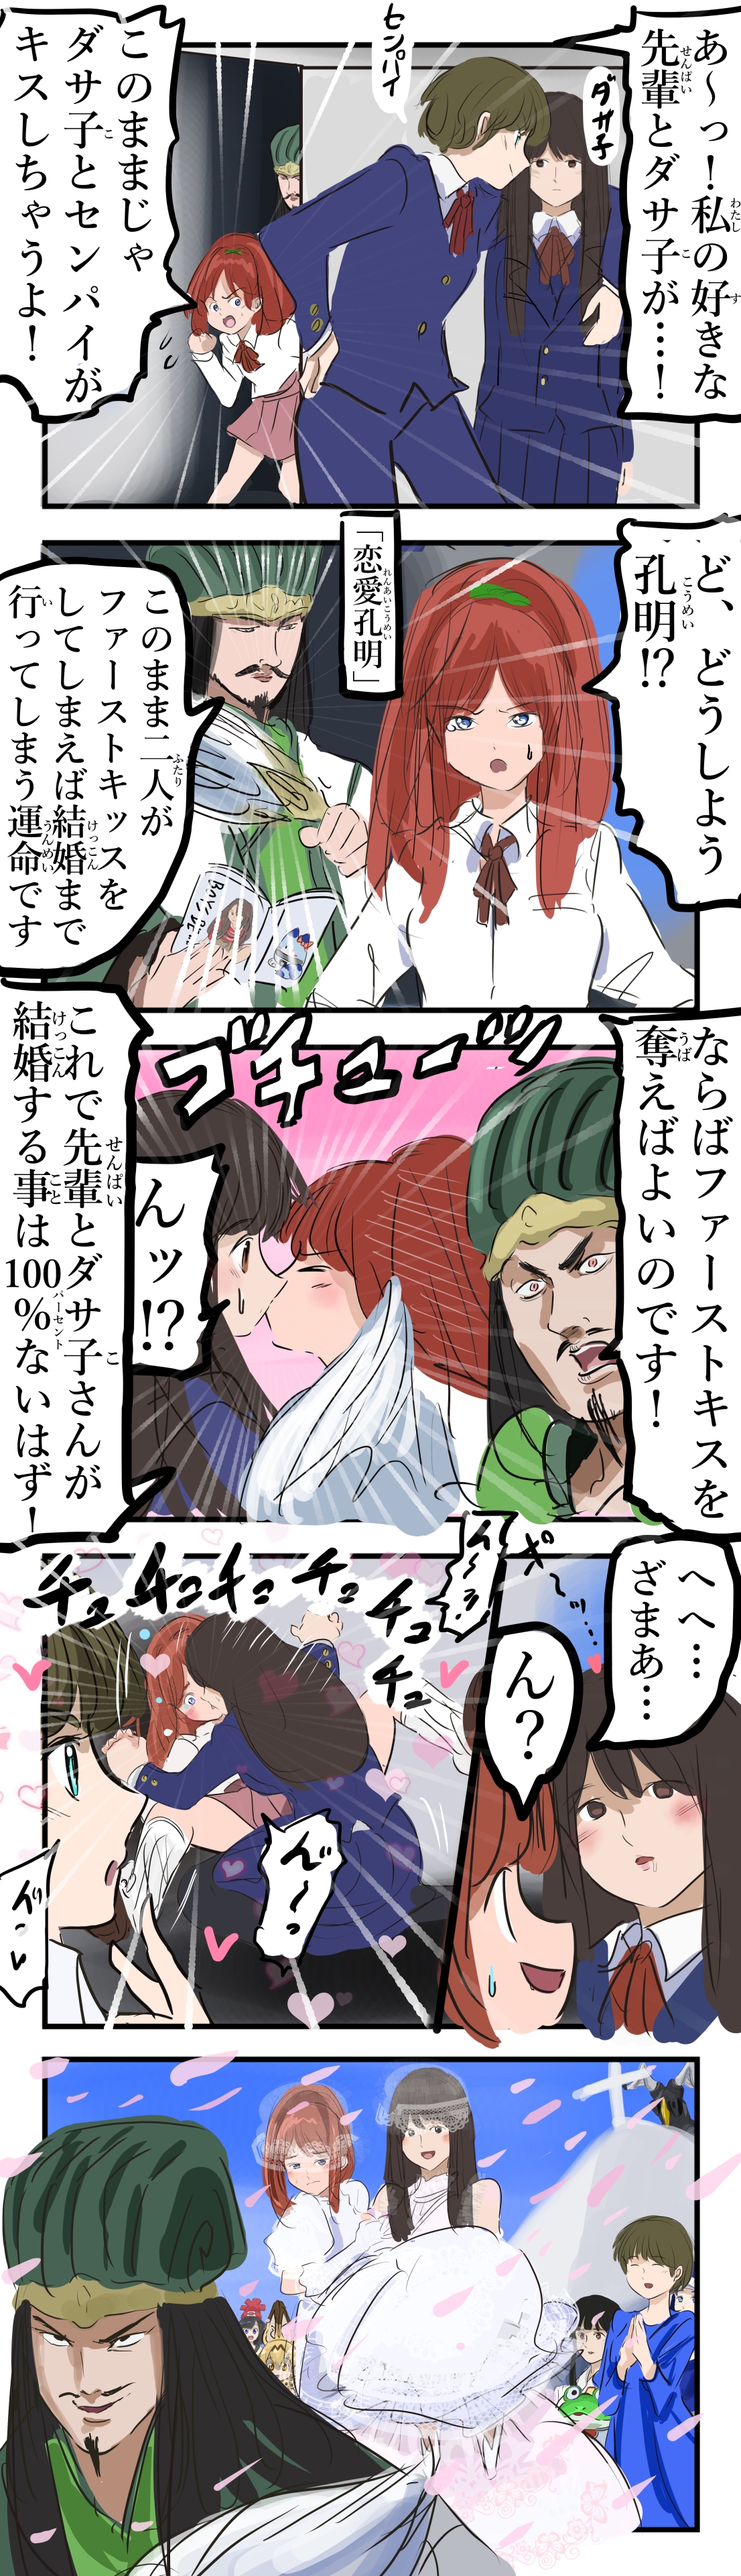 あ～っ！私の好きな
先輩とダサ子が…！
ダサ子
センパイ
このままじゃ
ダサ子とセンパイが
キスしちゃうよ！
ど、どうしよう
孔明!?
「恋愛孔明」
このまま二人が
ファーストキッスを
してしまえば結婚まで
行ってしまう運命です
ならばファーストキスを
奪えばよいのです！
ブチューッ
んッ!?
これで先輩とダサ子さんが
結婚する事は100%ないはず！
へへ…
ざまあ…
ん？
チュチュチュチュチュチュ
ん～っ